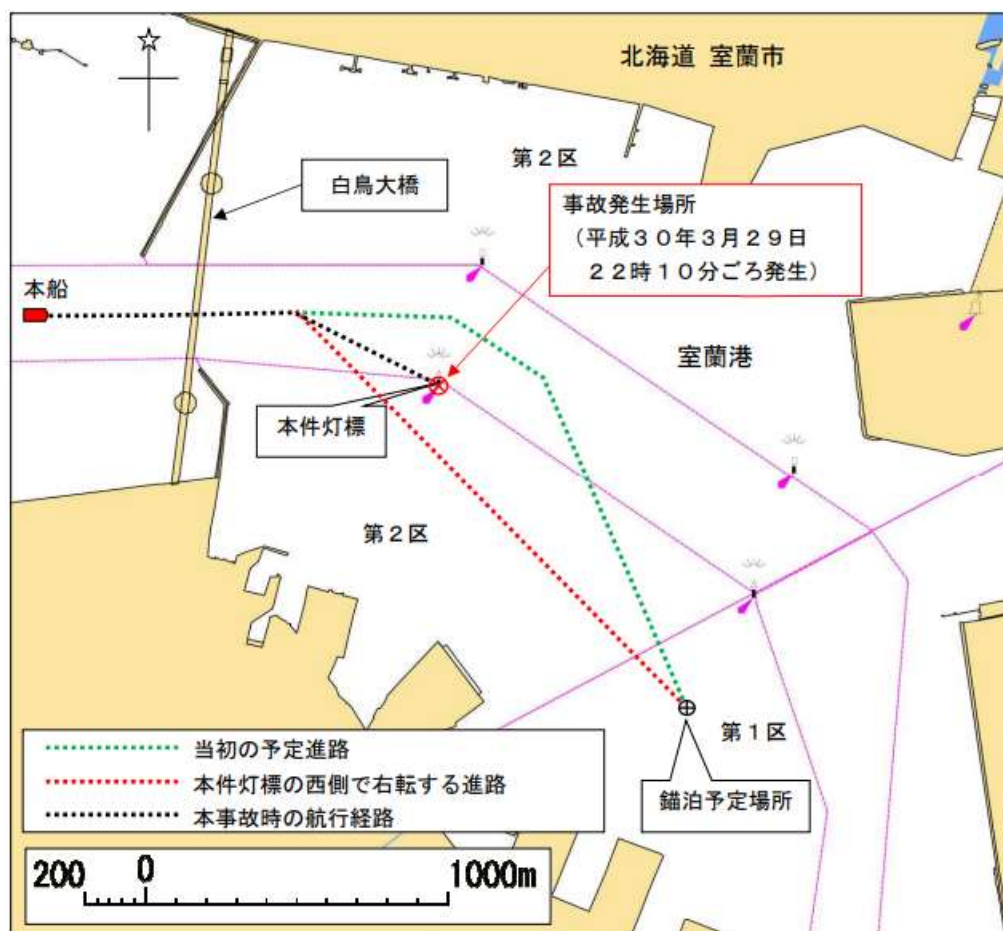 北海道 室蘭市
第２区
白鳥大橋
事故発生場所
（平成３０年３月２９日
２２時１０分ごろ発生）
本船
室蘭港
本件灯標
第２区
第１区
錨泊予定場所
当初の予定進路
本件灯標の西側で右転する進路
本事故時の航行経路
200 0 1000m